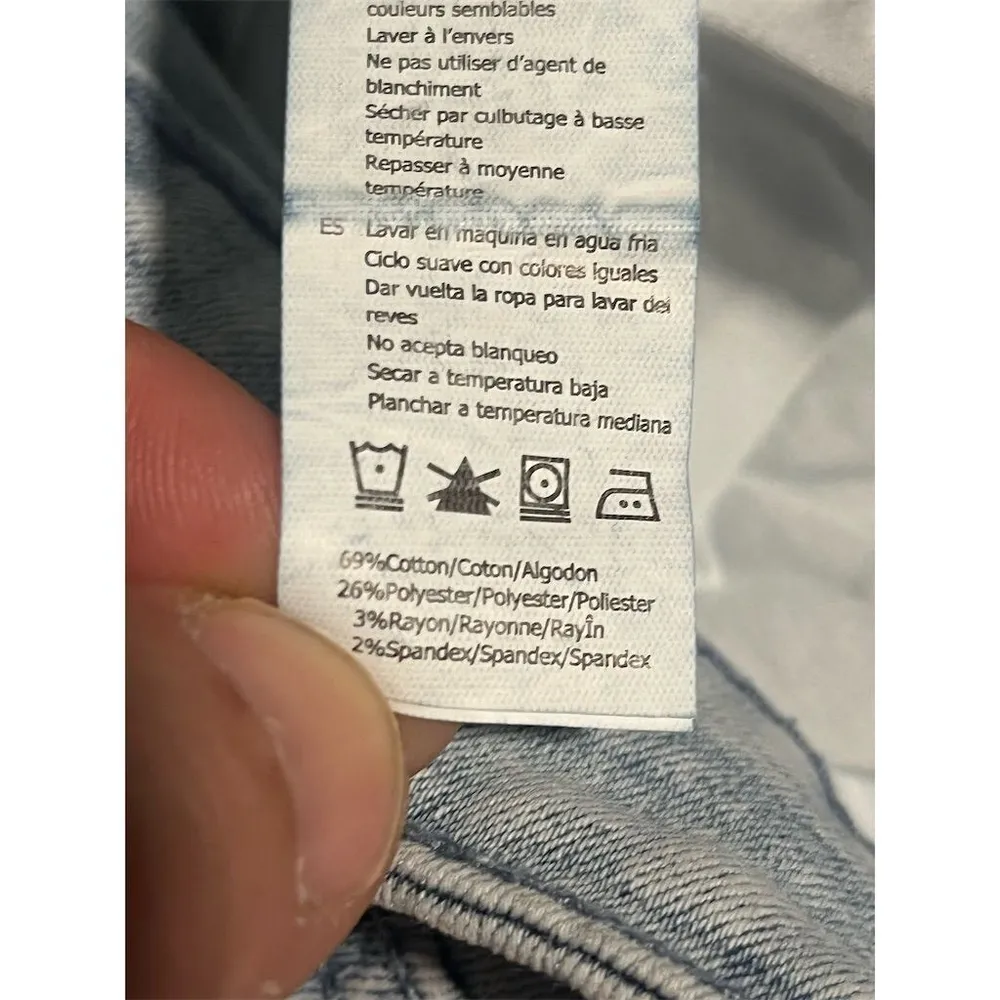 couleurs semblables
Laver à l'envers
Ne pas utiliser d'agent de
blanchiment
Sécher par culbutage à basse
température
Repasser à moyenne
température
ES Lavar en maquina en agua fria
Ciclo suave con colores iguales
Dar vuelta la ropa para lavar del
reves
No acepta blanqueo
Secar a temperatura baja
Planchar a temperatura mediana
69%Cotton/Coton/Algodon
26%Polyester/Polyester/Poliester
3%Rayon/Rayonne/RayÎn
2%Spandex/Spandex/Spandex